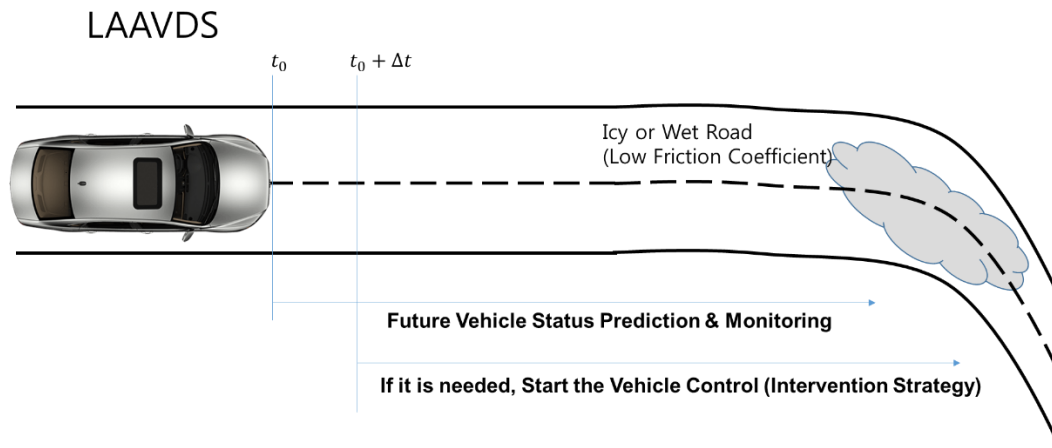 LAAVDS
t₀
t₀ + Δt
Icy or Wet Road
(Low Friction Coefficient)
Future Vehicle Status Prediction & Monitoring
If it is needed, Start the Vehicle Control (Intervention Strategy)